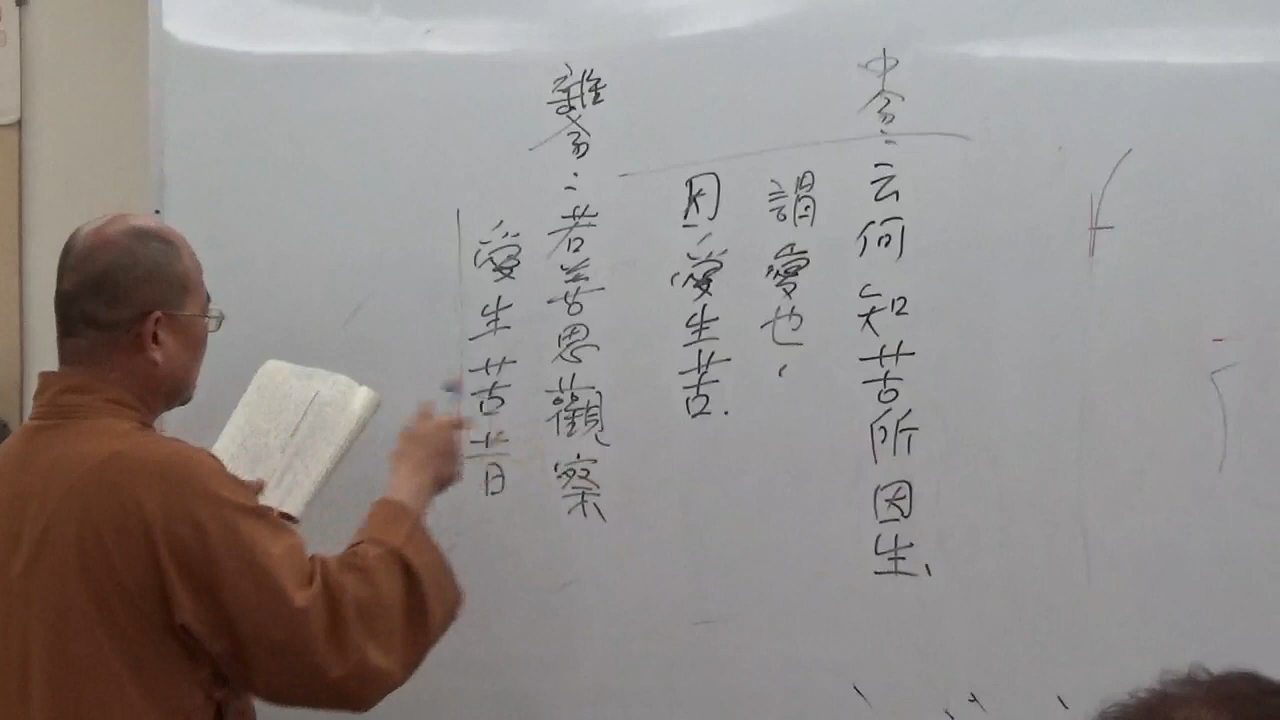 中含:云何知苦所因生、
謂愛也,
因愛生苦.
雜含:若善思觀察
愛生苦